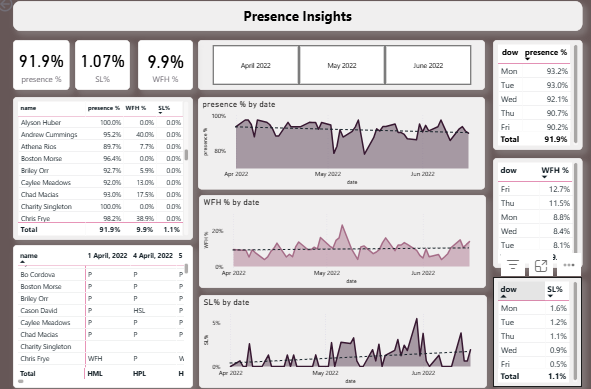 Presence Insights
91.9%
presence %
1.07%
SL%
9.9%
WFH %
April 2022
May 2022
June 2022
dow presence %
Mon 93.2%
Tue 93.0%
Wed 92.1%
Thu 90.7%
Fri 90.2%
Total 91.9%
name presence % WFH % SL%
Alyson Huber 100.0% 0.0% 0.0%
Andrew Cummings 95.2% 40.0% 0.0%
Athena Rios 89.7% 7.7% 0.0%
Boston Morse 96.4% 0.0% 0.0%
Briley Orr 92.7% 5.9% 0.0%
Caylee Meadows 92.0% 13.0% 0.0%
Chad Macias 93.0% 17.5% 0.0%
Charity Singleton 100.0% 0.0% 0.0%
Chris Frye 98.2% 38.9% 0.0%
Total 91.9% 9.9% 1.1%
presence % by date
presence %
100%
80%
Apr 2022
May 2022
Jun 2022
date
WFH % by date
WFH %
20%
0%
Apr 2022
May 2022
Jun 2022
date
dow WFH %
Fri 12.7%
Thu 11.5%
Mon 8.8%
Wed 8.4%
Tue 8.1%
name 1 April, 2022 4 April, 2022 5
Bo Cordova P P P
Boston Morse P P P
Briley Orr P P P
Cason David P HSL P
Caylee Meadows P P P
Chad Macias P P P
Charity Singleton
Chris Frye WFH P W
Total HML HPL H
SL% by date
SL%
5%
0%
Apr 2022
May 2022
Jun 2022
date
dow SL%
Mon 1.6%
Tue 1.2%
Thu 1.1%
Wed 0.9%
Fri 0.5%
Total 1.1%